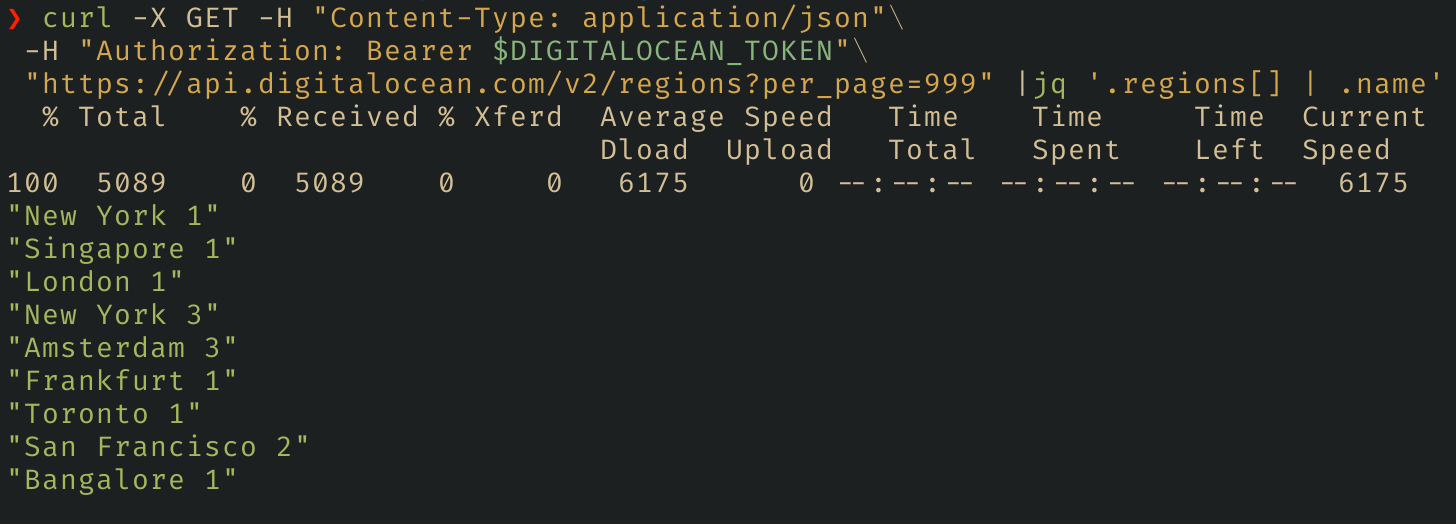 ❯ curl -X GET -H "Content-Type: application/json"\
-H "Authorization: Bearer $DIGITALOCEAN_TOKEN"\
"https://api.digitalocean.com/v2/regions?per_page=999" |jq '.regions[] | .name'
% Total % Received % Xferd Average Speed Time Time Time Current
Dload Upload Total Spent Left Speed
100 5089 0 5089 0 0 6175 0 --:--:-- --:--:-- --:--:-- 6175
"New York 1"
"Singapore 1"
"London 1"
"New York 3"
"Amsterdam 3"
"Frankfurt 1"
"Toronto 1"
"San Francisco 2"
"Bangalore 1"